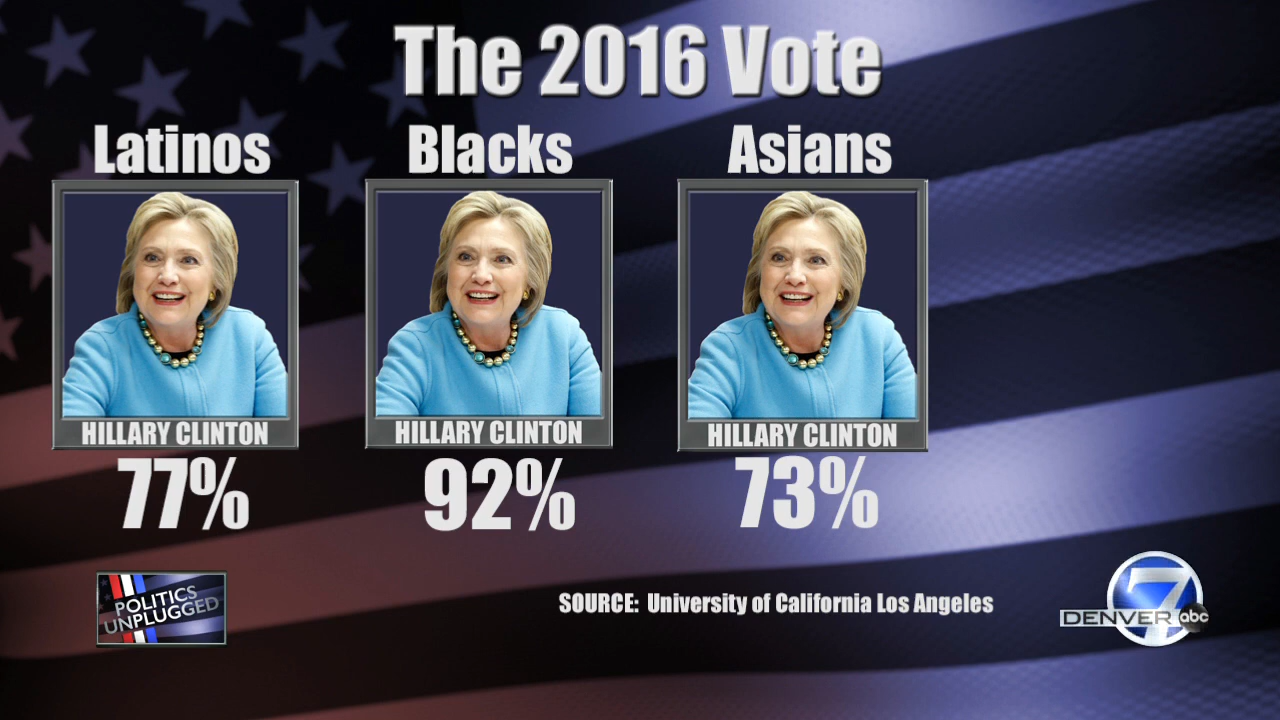 The 2016 Vote
Latinos
Blacks
Asians
HILLARY CLINTON
HILLARY CLINTON
HILLARY CLINTON
77%
92%
73%
POLITICS
UNPLUGGED
SOURCE: University of California Los Angeles
7
DENVER abc